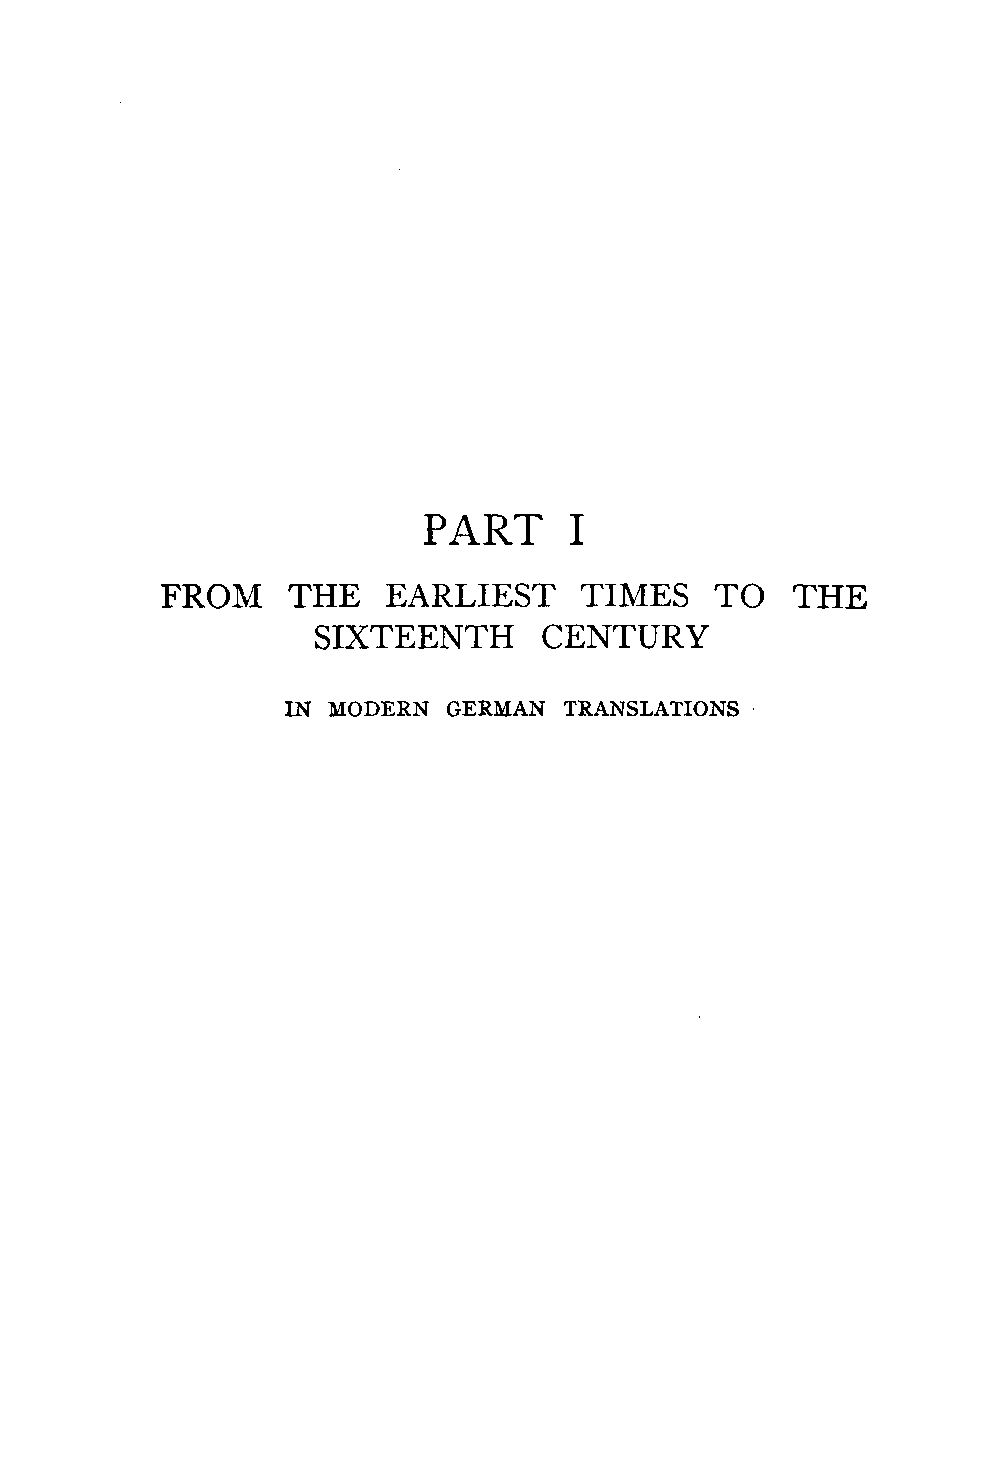 PART I
FROM THE EARLIEST TIMES TO THE
SIXTEENTH CENTURY
IN MODERN GERMAN TRANSLATIONS